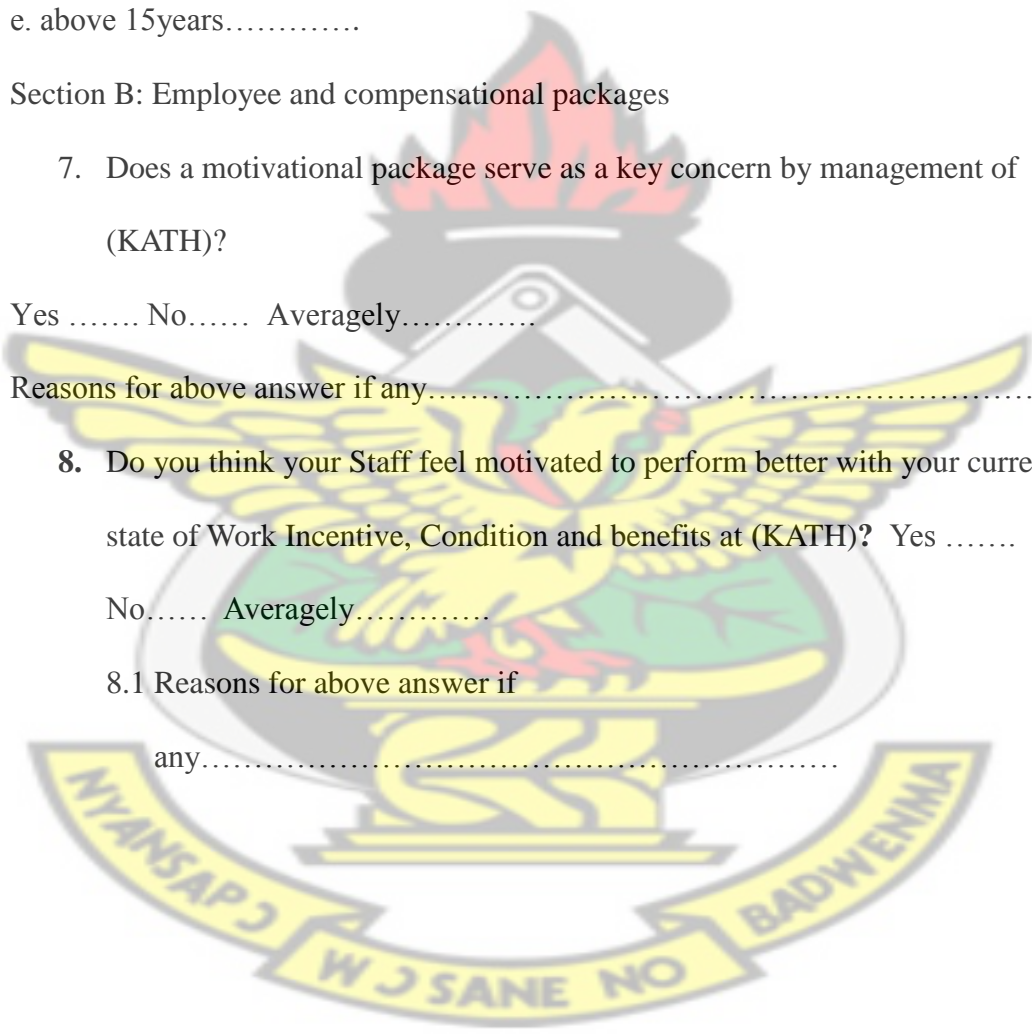 e. above 15years………….
Section B: Employee and compensational packages
7. Does a motivational package serve as a key concern by management of
(KATH)?
Yes ……. No…… Averagely………….
Reasons for above answer if any……………………………………………………
8. Do you think your Staff feel motivated to perform better with your curre
state of Work Incentive, Condition and benefits at (KATH)? Yes …….
No…… Averagely………….
8.1 Reasons for above answer if
any………………………………………………………
NYANSAPƆ
WƆSANE NO
BADWENMA